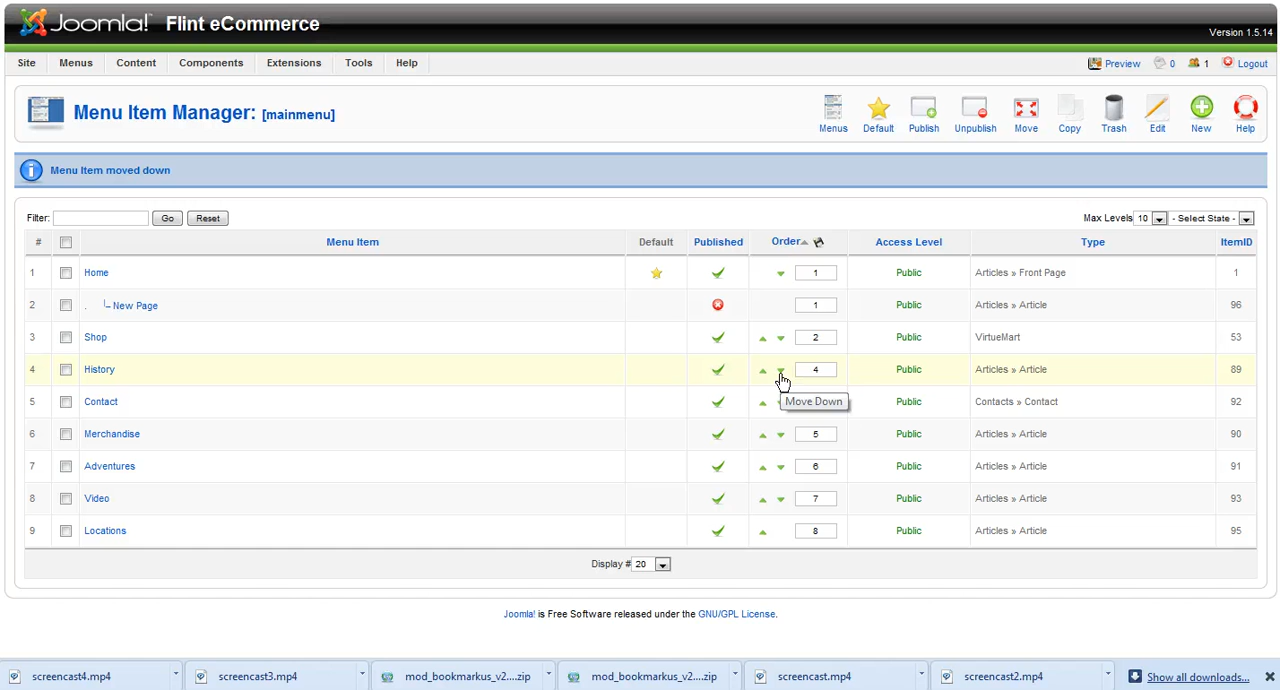 Joomla! Flint eCommerce
Version 1.5.14
Site Menus Content Components Extensions Tools Help Preview 0 1 Logout
Menu Item Manager: [mainmenu]
Menus Default Publish Unpublish Move Copy Trash Edit New Help
Menu Item moved down
Filter: Go Reset Max Levels 10 - Select State -
# Menu Item Default Published Order Access Level Type ItemID
1 Home 1 Public Articles » Front Page 1
2 . New Page 1 Public Articles » Article 96
3 Shop 2 Public VirtueMart 53
4 History 4 Public Articles » Article 89
5 Contact Public Contacts » Contact 92
Move Down
6 Merchandise 5 Public Articles » Article 90
7 Adventures 6 Public Articles » Article 91
8 Video 7 Public Articles » Article 93
9 Locations 8 Public Articles » Article 95
Display # 20
Joomla! is Free Software released under the GNU/GPL License.
screencast4.mp4 screencast3.mp4 mod_bookmarkus_v2....zip mod_bookmarkus_v2....zip screencast.mp4 screencast2.mp4 Show all downloads...